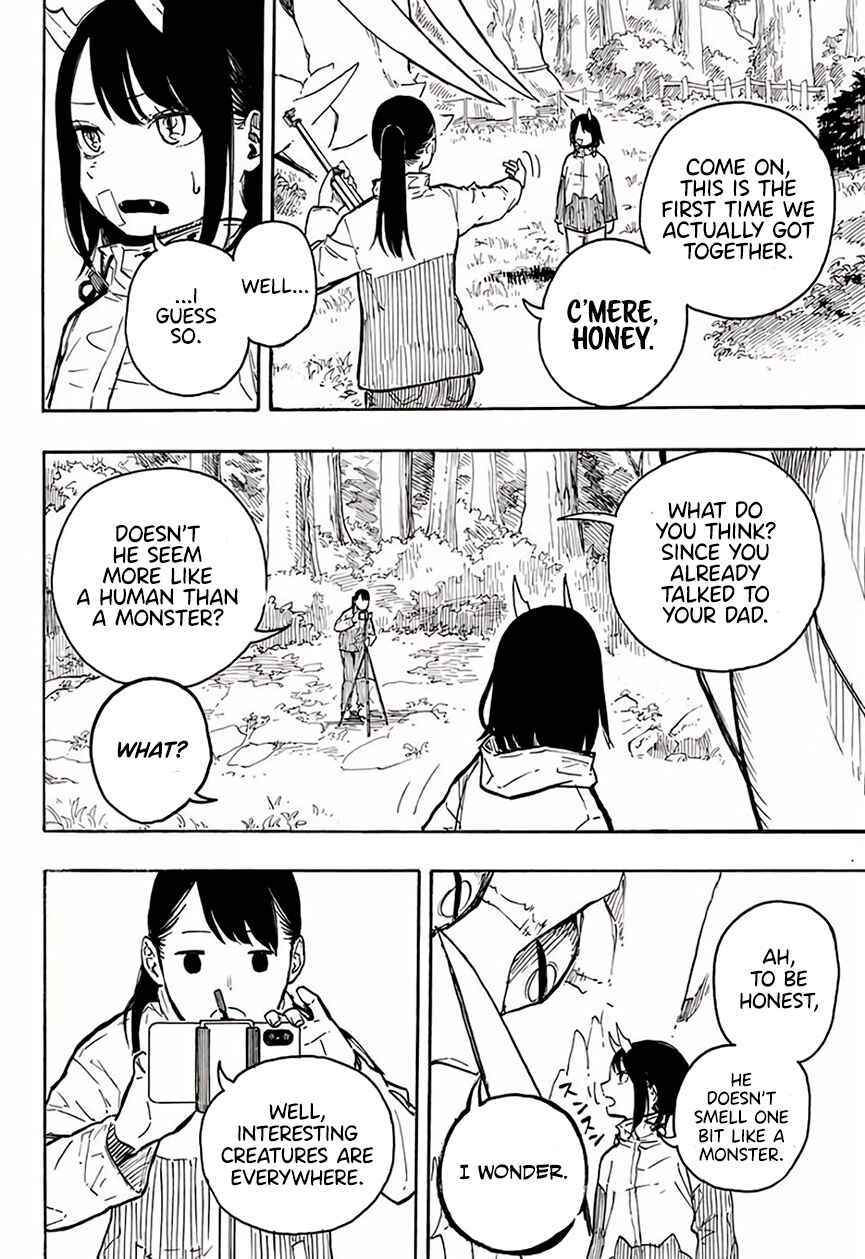 COME ON,
THIS IS THE
FIRST TIME WE
ACTUALLY GOT
TOGETHER.
C'MERE,
HONEY.
WELL...
...I
GUESS
SO.
WHAT DO
YOU THINK?
SINCE YOU
ALREADY
TALKED TO
YOUR DAD.
DOESN'T
HE SEEM
MORE LIKE
A HUMAN THAN
A MONSTER?
WHAT?
AH,
TO BE
HONEST,
HE
DOESN'T
SMELL ONE
BIT LIKE A
MONSTER.
I WONDER.
WELL,
INTERESTING
CREATURES ARE
EVERYWHERE.